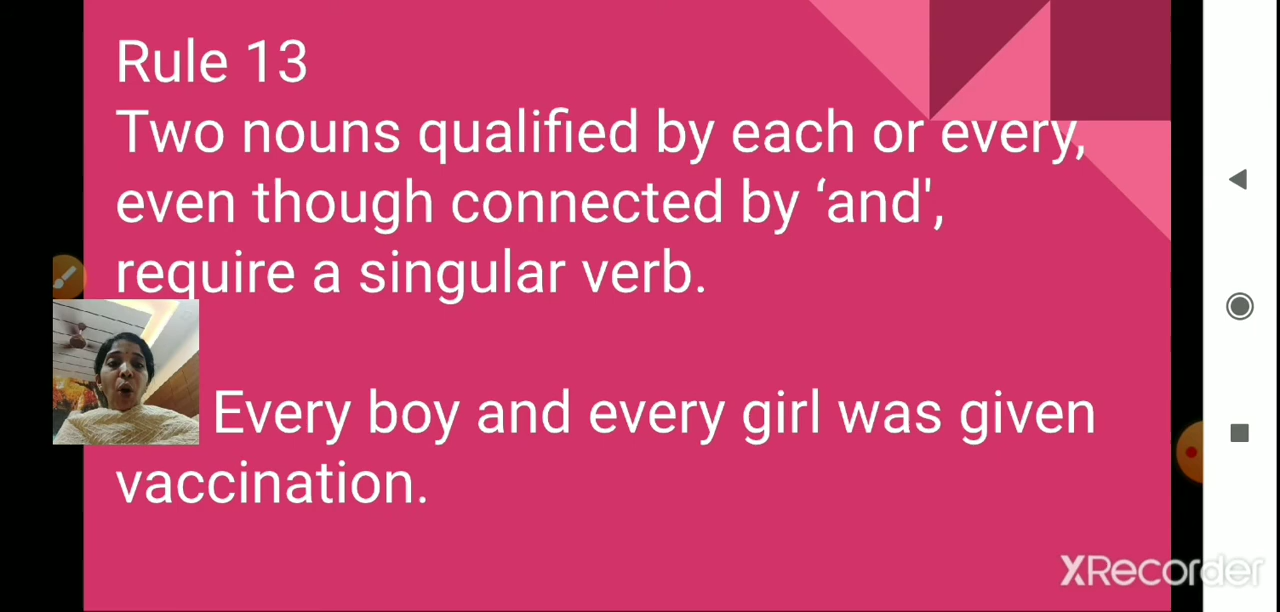 Rule 13
Two nouns qualified by each or every,
even though connected by ‘and',
require a singular verb.
Every boy and every girl was given
vaccination.
XRecorder